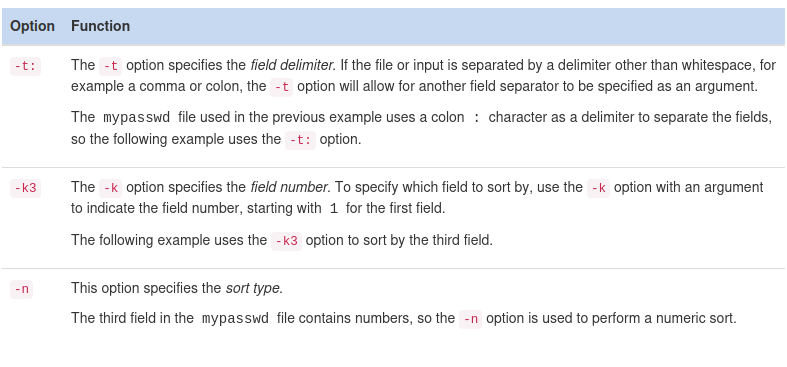 Option Function
-t: The -t option specifies the field delimiter. If the file or input is separated by a delimiter other than whitespace, for
example a comma or colon, the -t option will allow for another field separator to be specified as an argument.
The mypasswd file used in the previous example uses a colon : character as a delimiter to separate the fields,
so the following example uses the -t: option.
-k3 The -k option specifies the field number. To specify which field to sort by, use the -k option with an argument
to indicate the field number, starting with 1 for the first field.
The following example uses the -k3 option to sort by the third field.
-n This option specifies the sort type.
The third field in the mypasswd file contains numbers, so the -n option is used to perform a numeric sort.